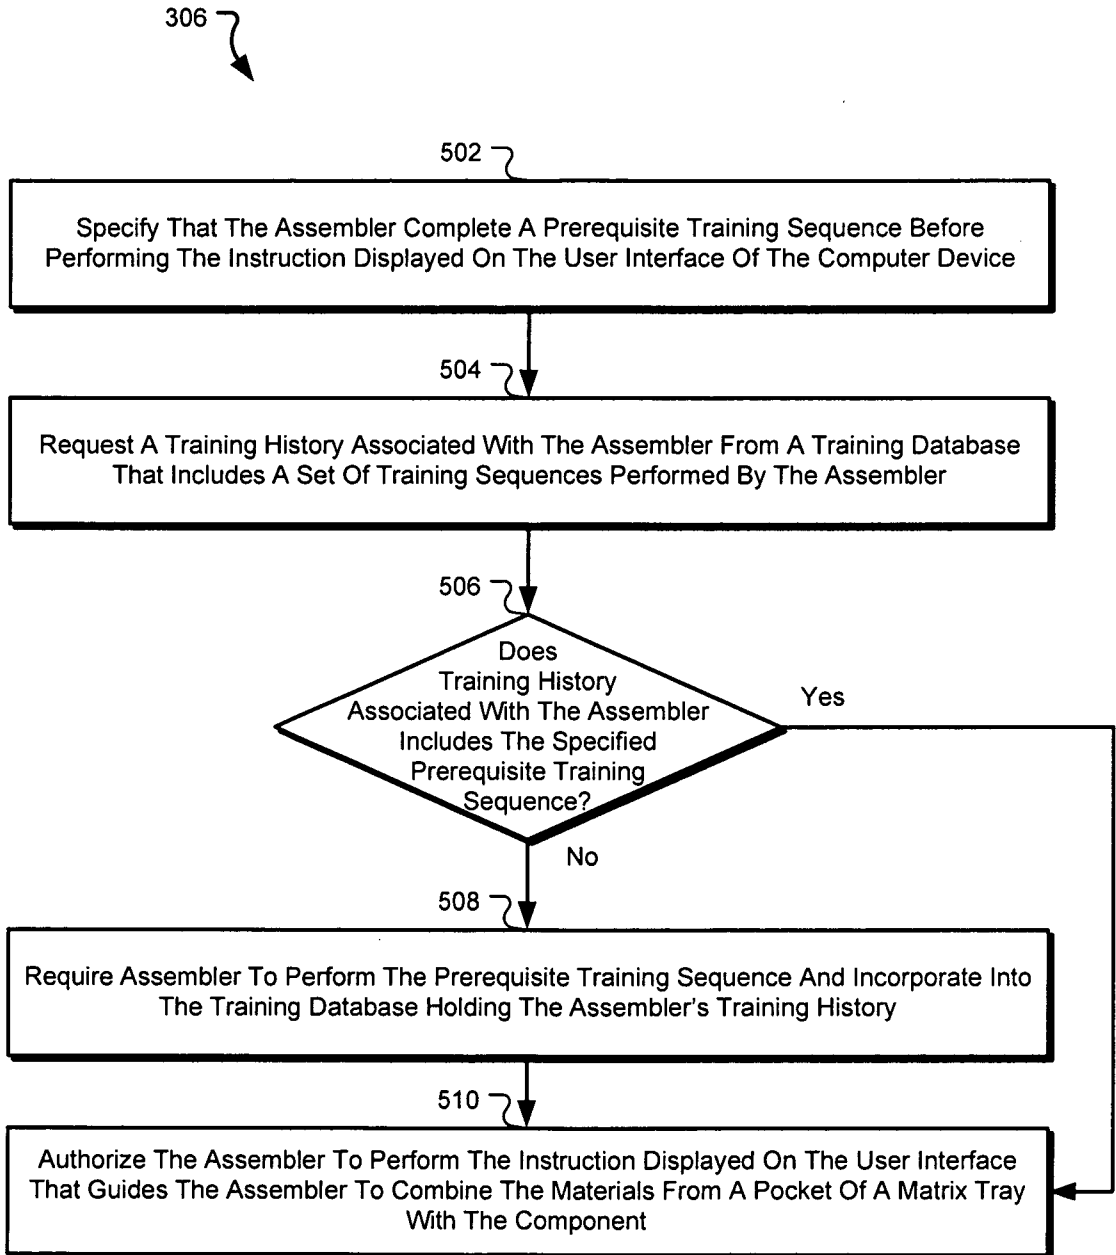 306
502
Specify That The Assembler Complete A Prerequisite Training Sequence Before
Performing The Instruction Displayed On The User Interface Of The Computer Device
504
Request A Training History Associated With The Assembler From A Training Database
That Includes A Set Of Training Sequences Performed By The Assembler
506
Does
Training History
Associated With The Assembler
Includes The Specified
Prerequisite Training
Sequence?
Yes
No
508
Require Assembler To Perform The Prerequisite Training Sequence And Incorporate Into
The Training Database Holding The Assembler's Training History
510
Authorize The Assembler To Perform The Instruction Displayed On The User Interface
That Guides The Assembler To Combine The Materials From A Pocket Of A Matrix Tray
With The Component